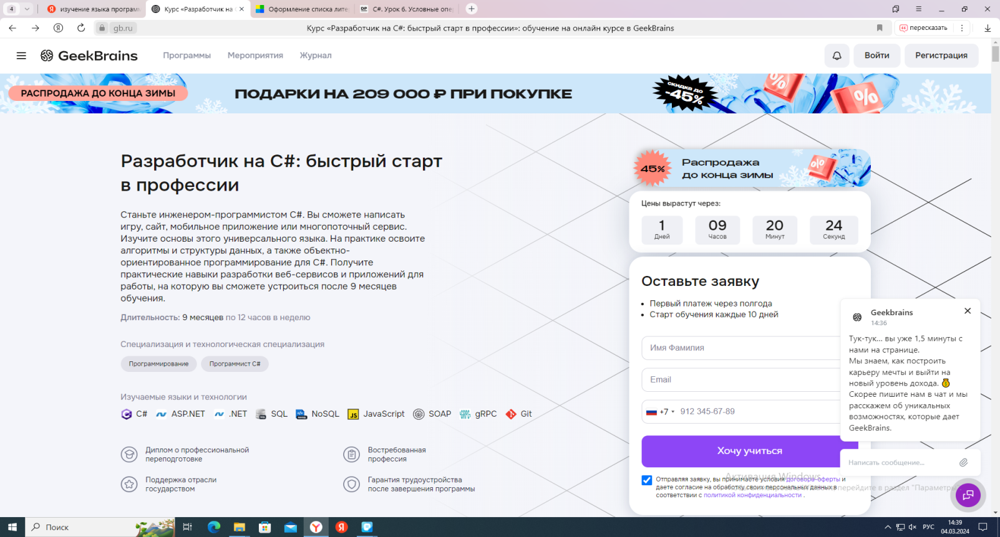 4
изучение языка програм
Курс «Разработчик на
Оформление списка лите
C#. Урок 6. Условные опе
gb.ru
Курс «Разработчик на C#: быстрый старт в профессии»: обучение на онлайн курсе в GeekBrains
пересказать
GeekBrains
Программы
Мероприятия
Журнал
Войти
Регистрация
РАСПРОДАЖА ДО КОНЦА ЗИМЫ
ПОДАРКИ НА 209 000 ₽ ПРИ ПОКУПКЕ
СКИДКА ДО
-45%
%
%
Разработчик на C#: быстрый старт
в профессии
Станьте инженером-программистом C#. Вы сможете написать
игру, сайт, мобильное приложение или многопоточный сервис.
Изучите основы этого универсального языка. На практике освоите
алгоритмы и структуры данных, а также объектно-
ориентированное программирование для C#. Получите
практические навыки разработки веб-сервисов и приложений для
работы, на которую вы сможете устроиться после 9 месяцев
обучения.
Длительность: 9 месяцев по 12 часов в неделю
Специализация и технологическая специализация
Программирование
Программист C#
Изучаемые языки и технологии
C# ASP.NET .NET SQL NoSQL JavaScript SOAP gRPC Git
Диплом о профессиональной
переподготовке
Востребованная
профессия
Поддержка отрасли
государством
Гарантия трудоустройства
после завершения программы
45%
Распродажа
до конца зимы
%
Цены вырастут через:
1 09 20 24
Дней Часов Минут Секунд
Оставьте заявку
Первый платеж через полгода
Старт обучения каждые 10 дней
Имя Фамилия
Email
+7 912 345-67-89
Хочу учиться
Отправляя заявку, вы принимаете условия договора-оферты и
даете согласие на обработку своих персональных данных в
соответствии с политикой конфиденциальности .
Geekbrains
14:36
Тук-тук... вы уже 1,5 минуты с
нами на странице.
Мы знаем, как построить
карьеру мечты и выйти на
новый уровень дохода.
Скорее пишите нам в чат и мы
расскажем об уникальных
возможностях, которые дает
GeekBrains.
Написать сообщение...
Активация Windows
перейдите в раздел "Параметры
Поиск
РУС
14:39
04.03.2024